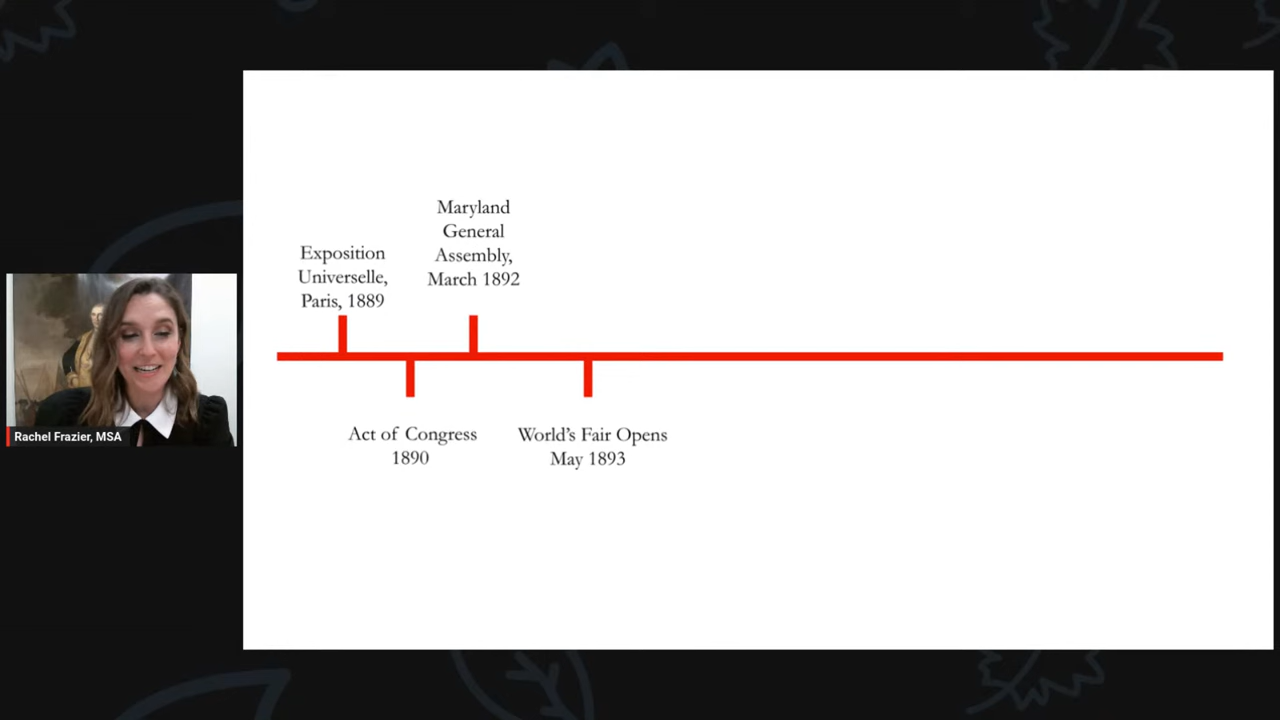 Maryland
General
Assembly,
March 1892
Exposition
Universelle,
Paris, 1889
Act of Congress
1890
World's Fair Opens
May 1893
Rachel Frazier, MSA